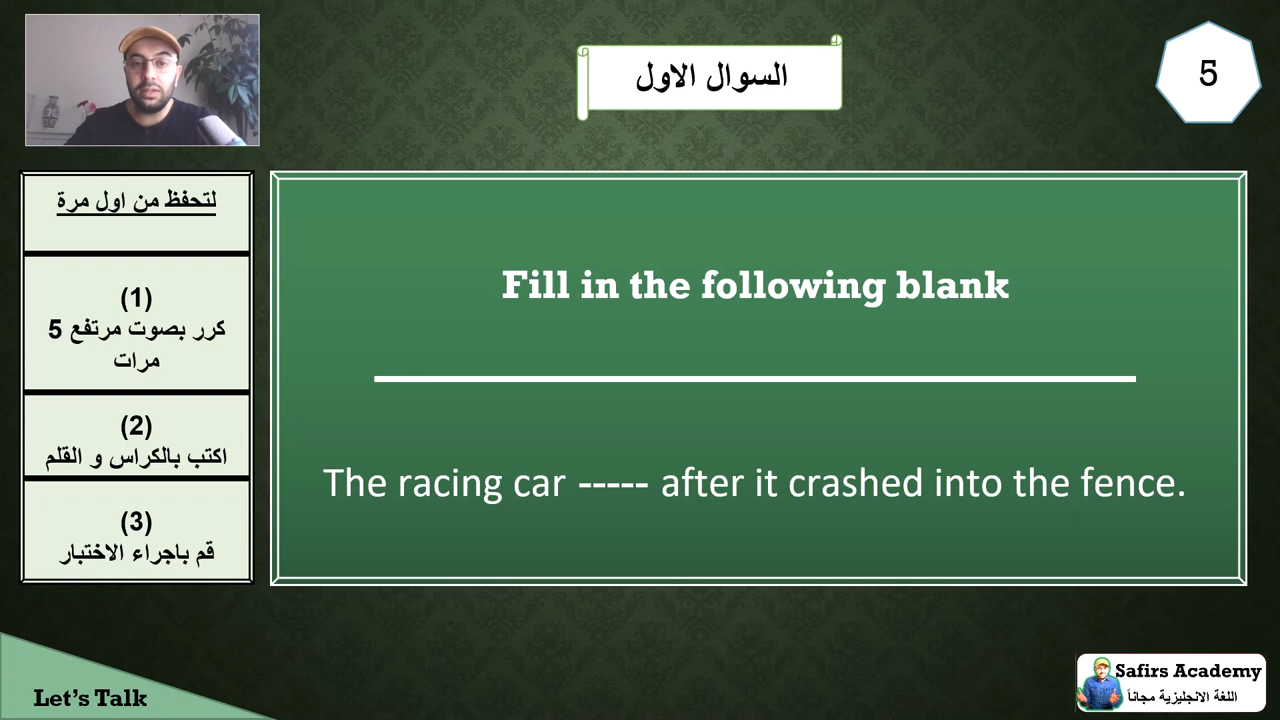 السوال الاول
5
لتحفظ من اول مرة
(1)
كرر بصوت مرتفع 5
مرات
(2)
اكتب بالكراس و القلم
(3)
قم باجراء الاختبار
Fill in the following blank
The racing car ----- after it crashed into the fence.
Let's Talk
Safirs Academy
اللغة الانجليزية مجاناً